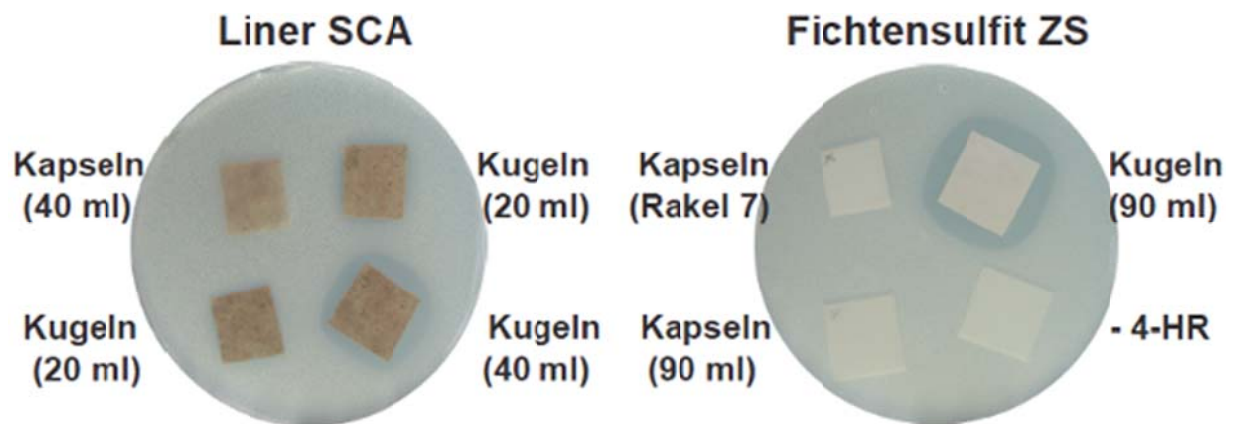 Liner SCA
Fichtensulfit ZS
Kapseln
(40 ml)
Kugeln
(20 ml)
Kugeln
(20 ml)
Kugeln
(40 ml)
Kapseln
(Rakel 7)
Kugeln
(90 ml)
Kapseln
(90 ml)
- 4-HR